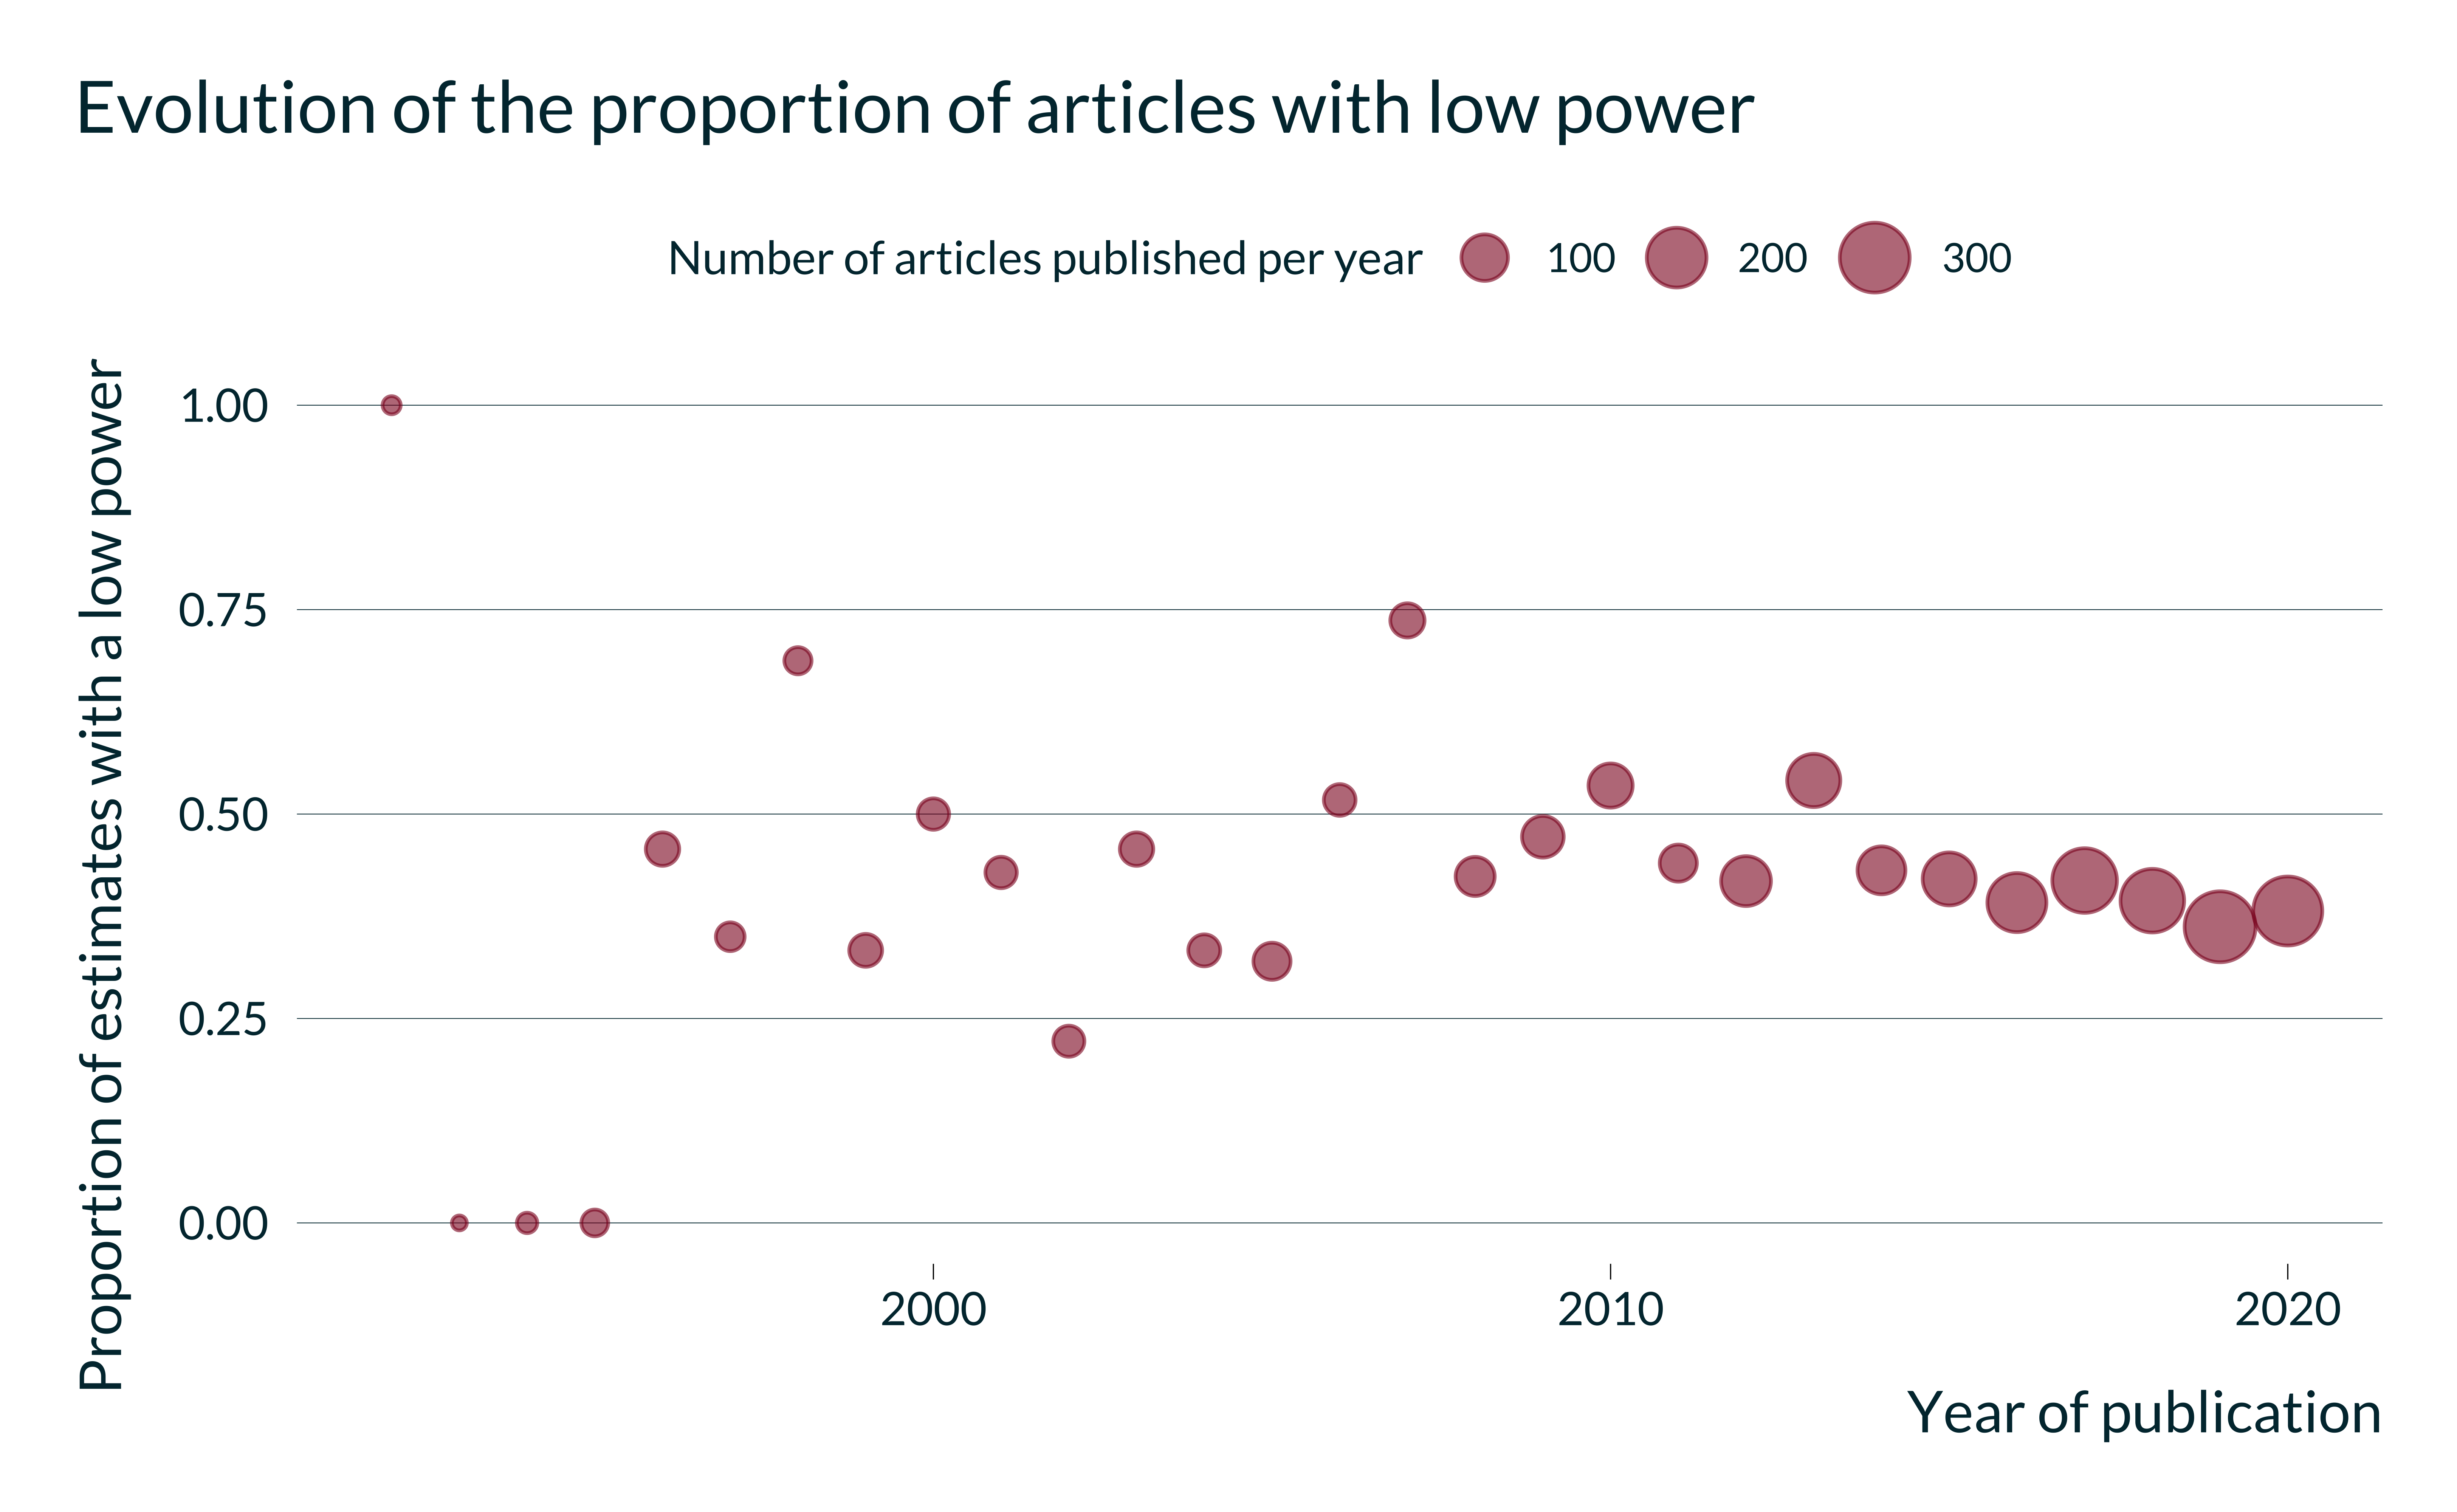 Evolution of the proportion of articles with low power
Number of articles published per year 100 200 300
Proportion of estimates with a low power
1.00
0.75
0.50
0.25
0.00
2000 2010 2020
Year of publication